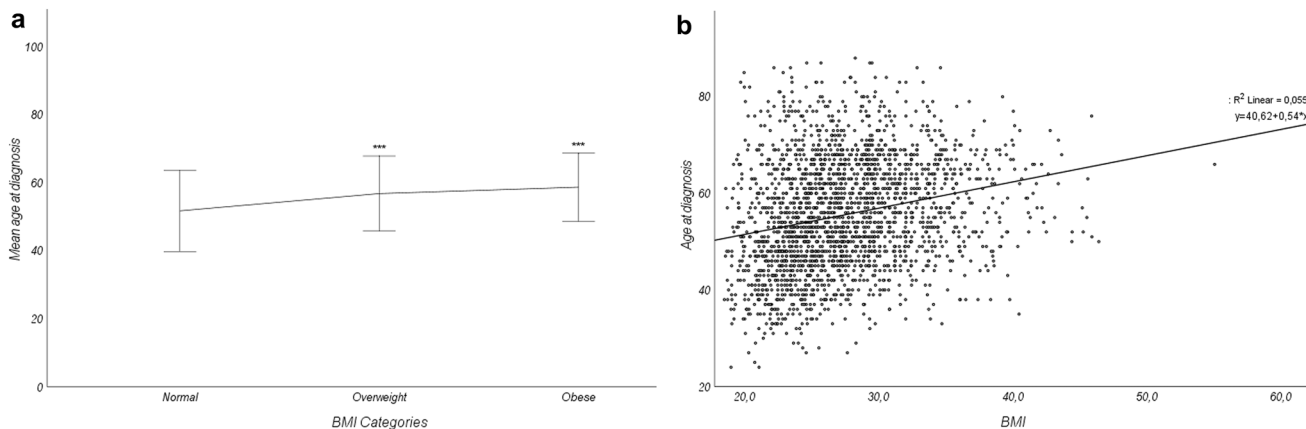 a
Mean age at diagnosis
100
80
60
40
20
0
***
***
Normal
Overweight
Obese
BMI Categories
b
Age at diagnosis
80
60
40
20
: R² Linear = 0,055
y=40,62+0,54*x
20,0
30,0
40,0
50,0
60,0
BMI